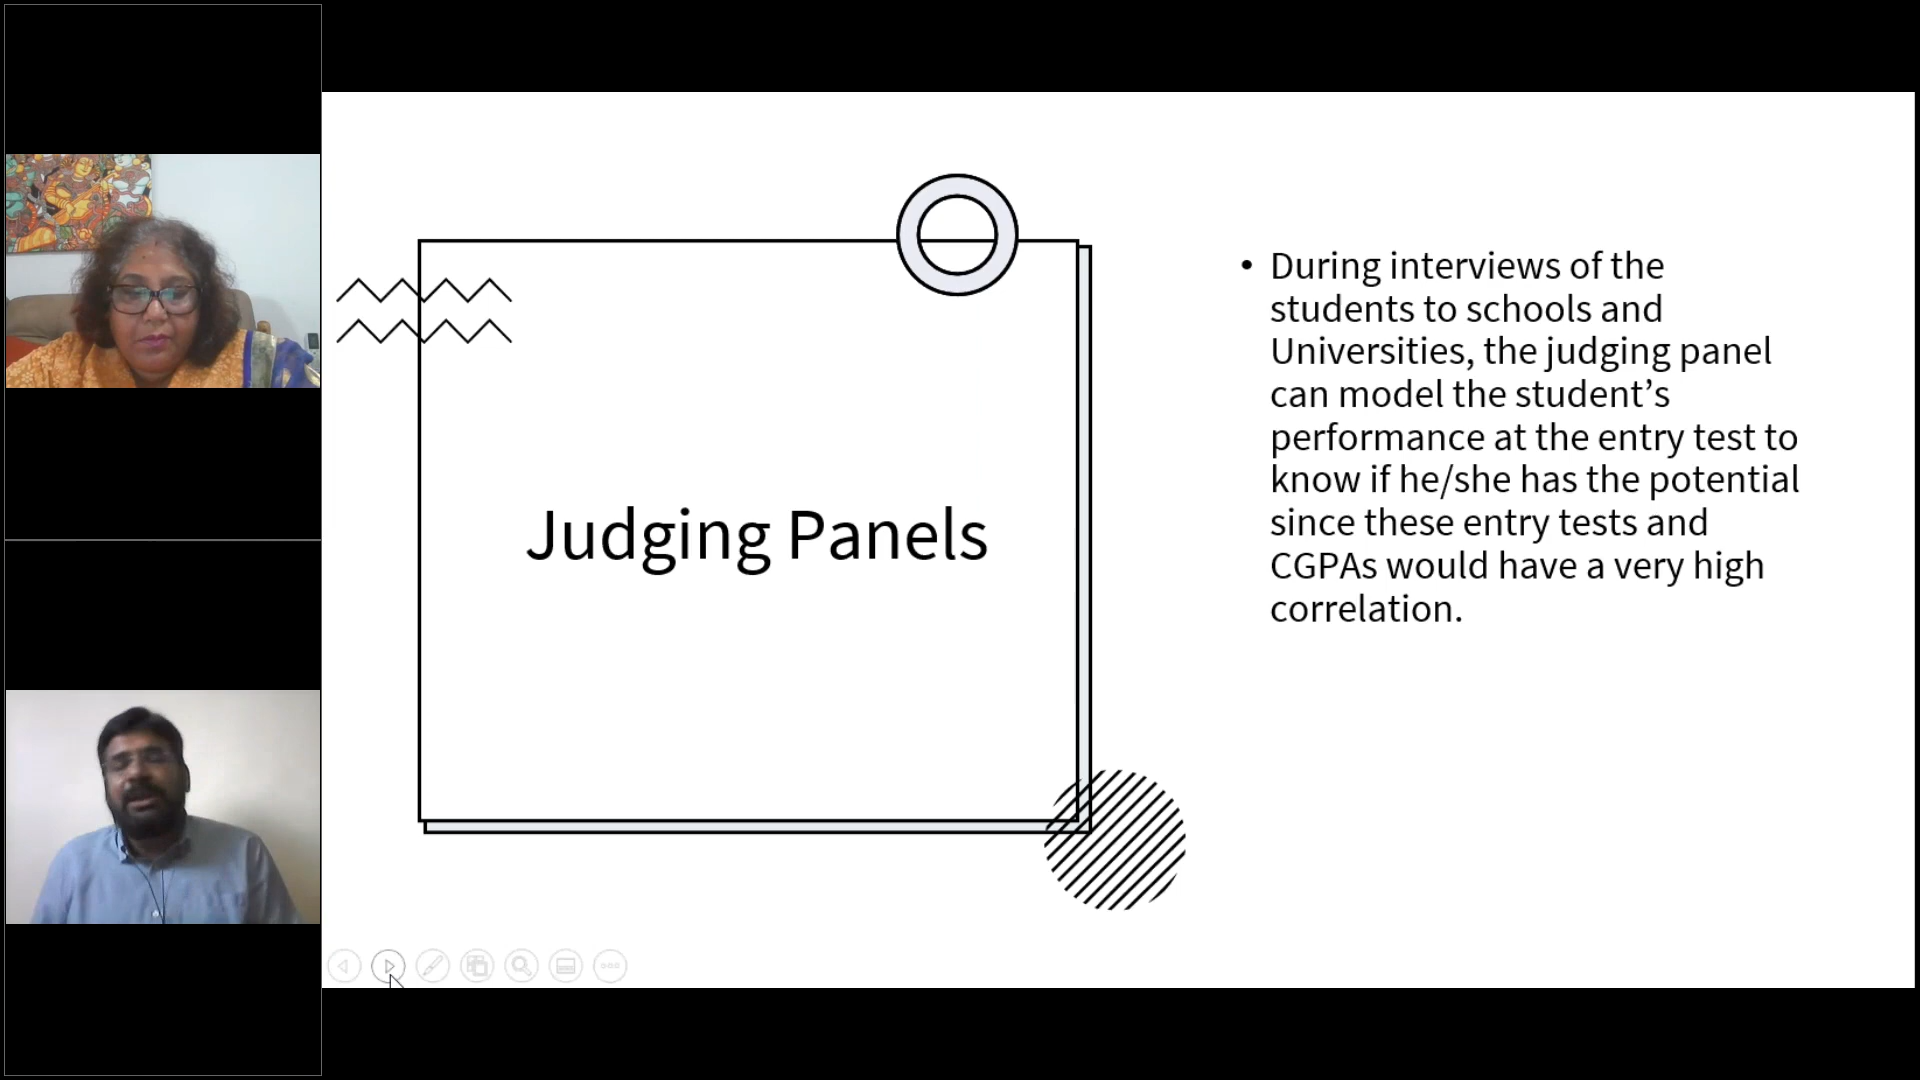 Judging Panels
• During interviews of the
students to schools and
Universities, the judging panel
can model the student’s
performance at the entry test to
know if he/she has the potential
since these entry tests and
CGPAs would have a very high
correlation.